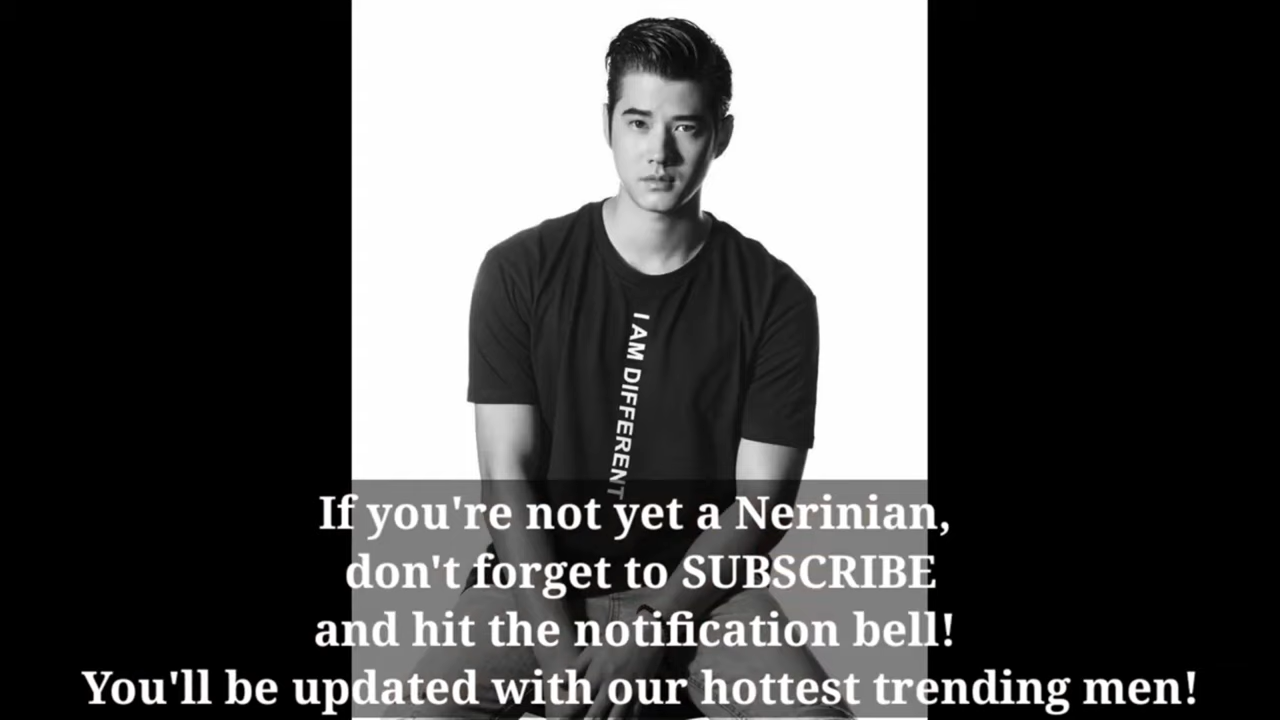 I AM DIFFERENT
If you're not yet a Nerinian,
don't forget to SUBSCRIBE
and hit the notification bell!
You'll be updated with our hottest trending men!